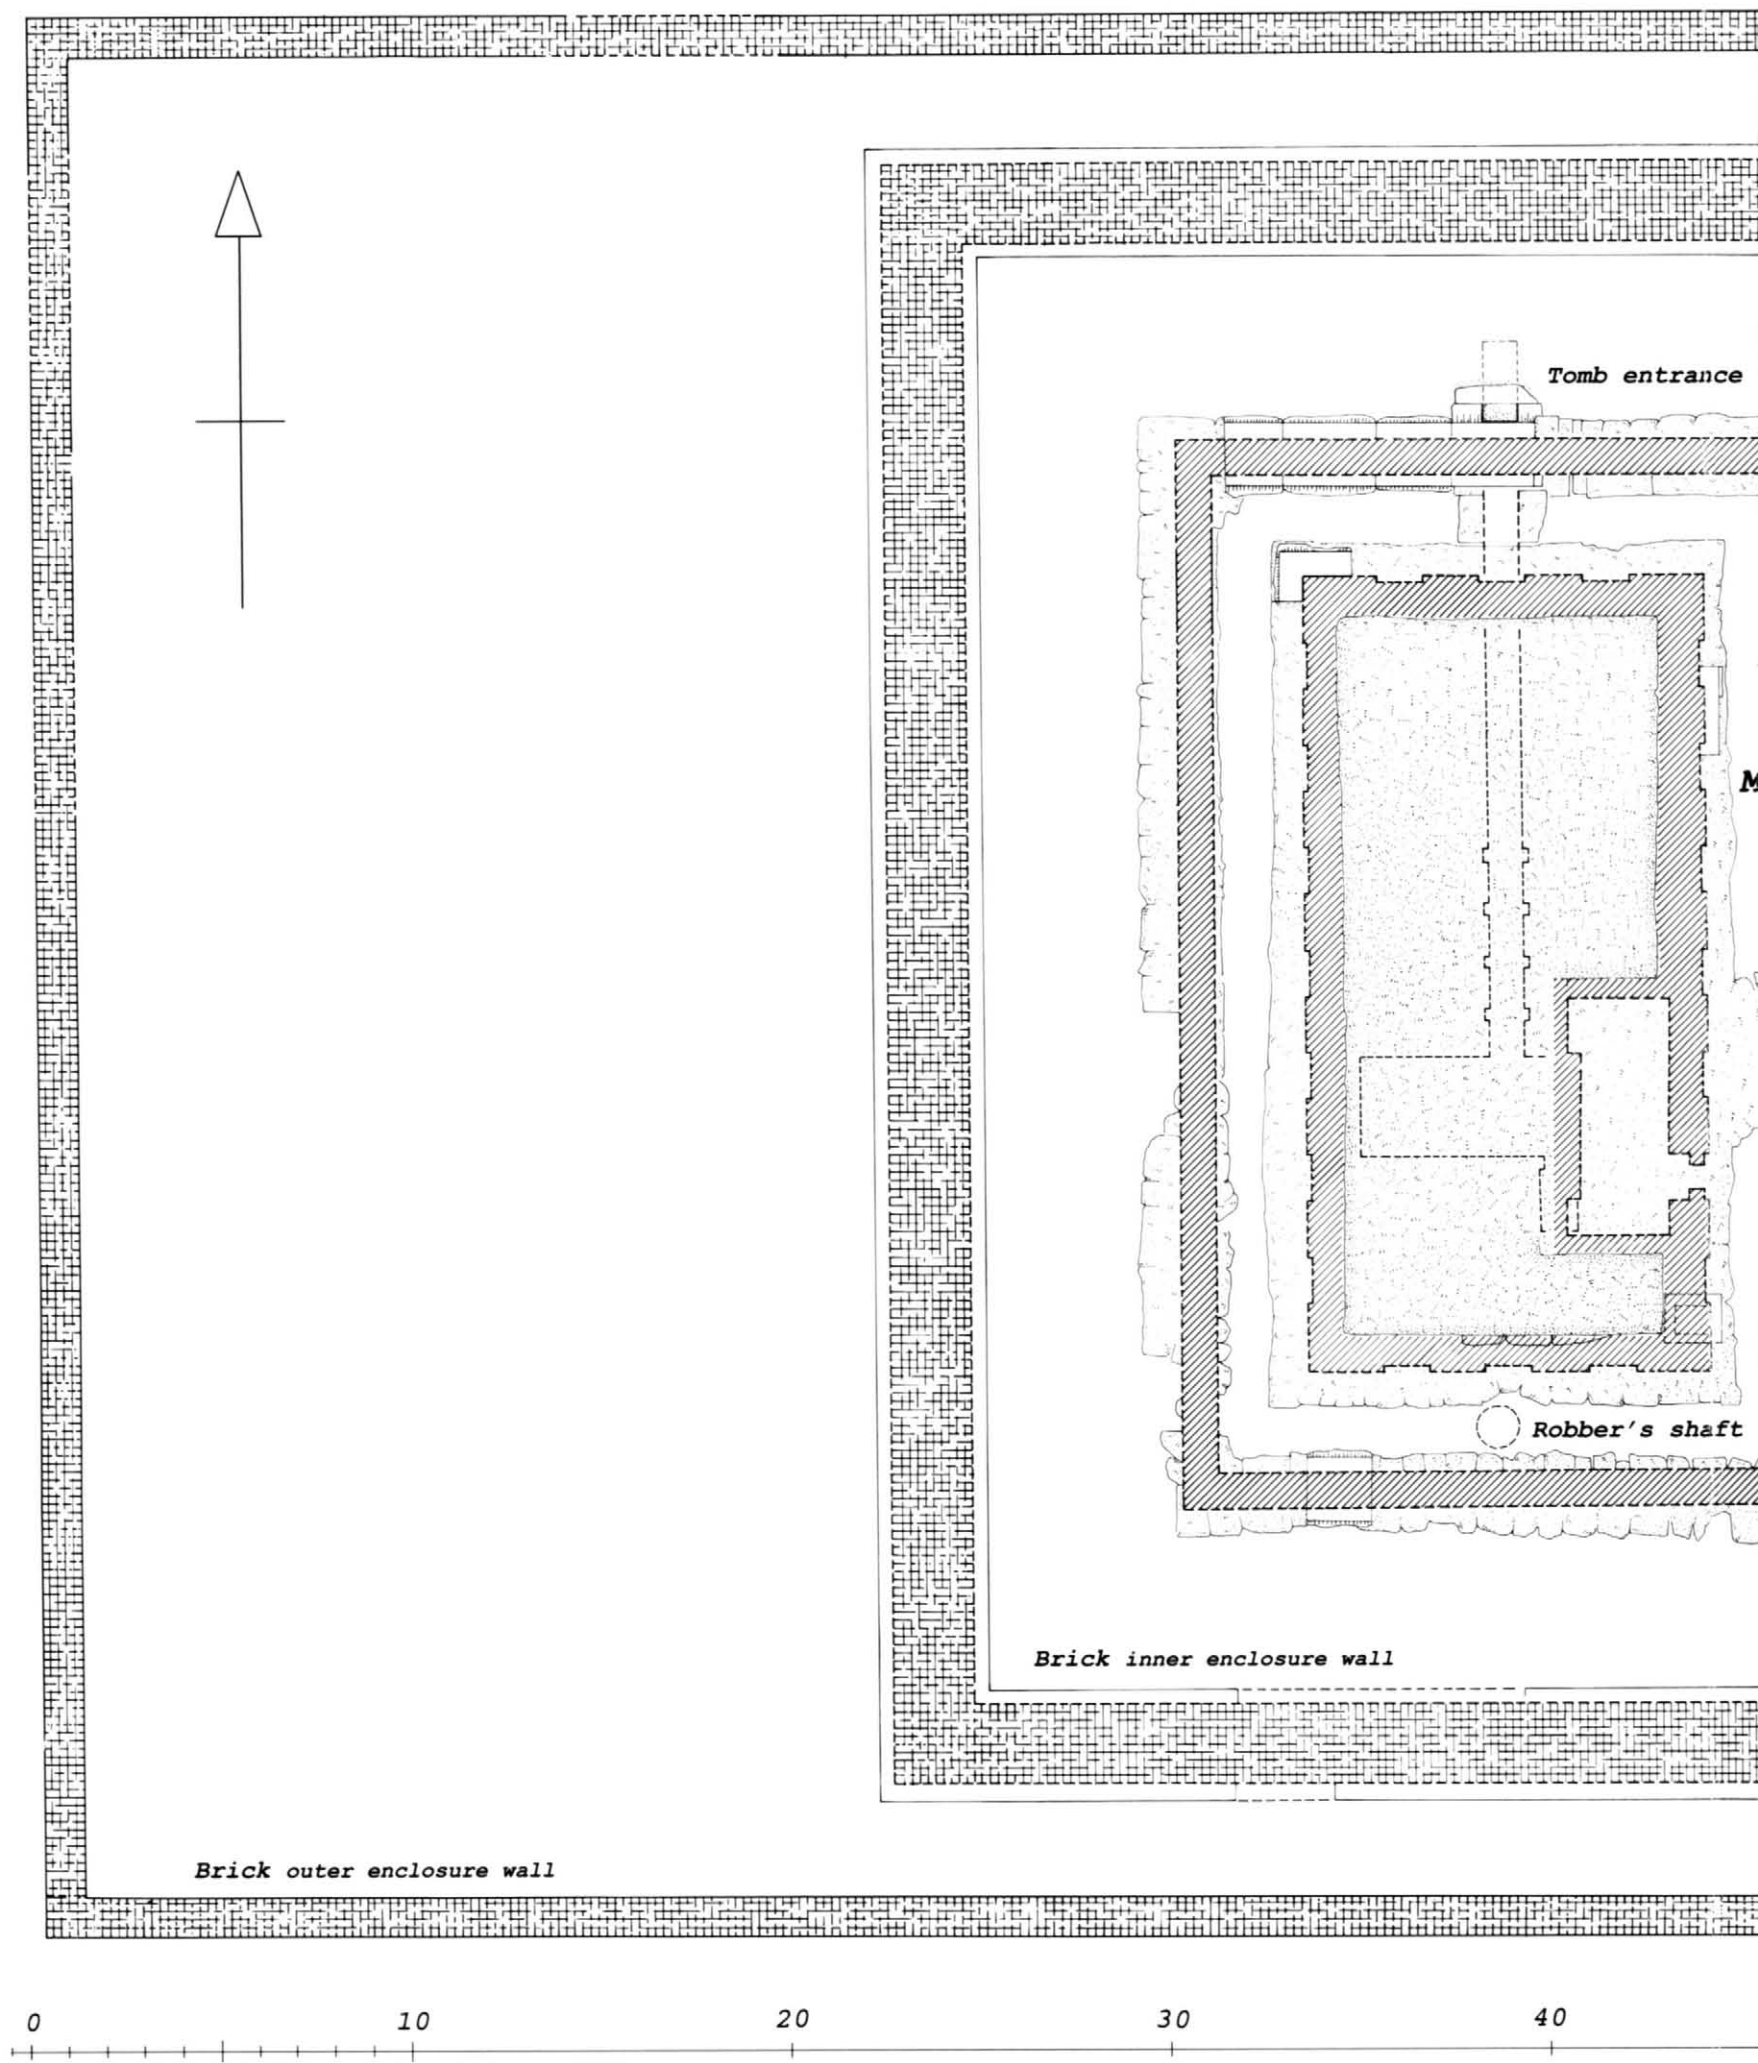 Tomb entrance
M
Robber's shaft
Brick inner enclosure wall
Brick outer enclosure wall
0 10 20 30 40